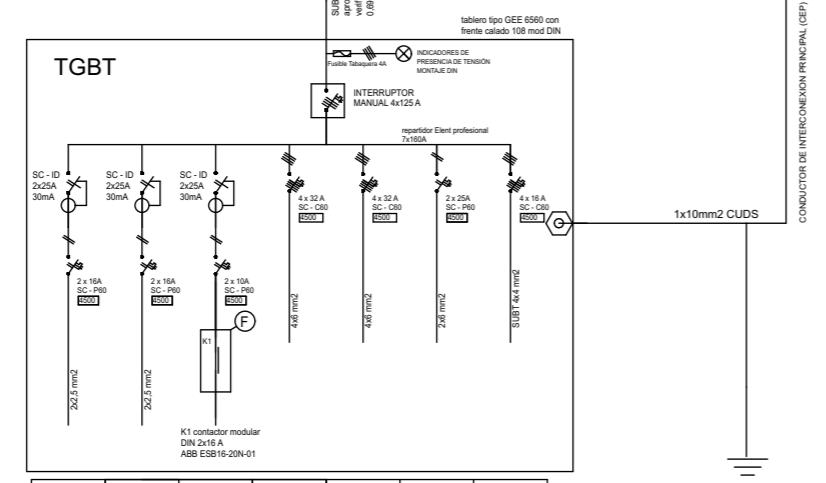 SUB
apro
verif
0,69
tablero tipo GEE 6560 con
frente calado 108 mod DIN
CONDUCTOR DE INTERCONEXION PRINCIPAL (CEP)
TGBT
Fusible Tabaquera 4A
INDICADORES DE
PRESENCIA DE TENSIÓN
MONTAJE DIN
INTERRUPTOR
MANUAL 4x125 A
repartidor Elent profesional
7x160A
SC - ID
2x25A
30mA
SC - ID
2x25A
30mA
SC - ID
2x25A
30mA
4 x 32 A
SC - C60
4500
4 x 32 A
SC - C60
4500
2 x 25A
SC - P60
4500
4 x 16 A
SC - C60
4500
1x10mm2 CUDS
2 x 16A
SC - P60
4500
2 x 16A
SC - P60
4500
2 x 10A
SC - P60
4500
F
K1
4x6 mm2
4x6 mm2
2x6 mm2
SUBT 4x4 mm2
2x2,5 mm2
2x2,5 mm2
K1 contactor modular
DIN 2x16 A
ABB ESB16-20N-01